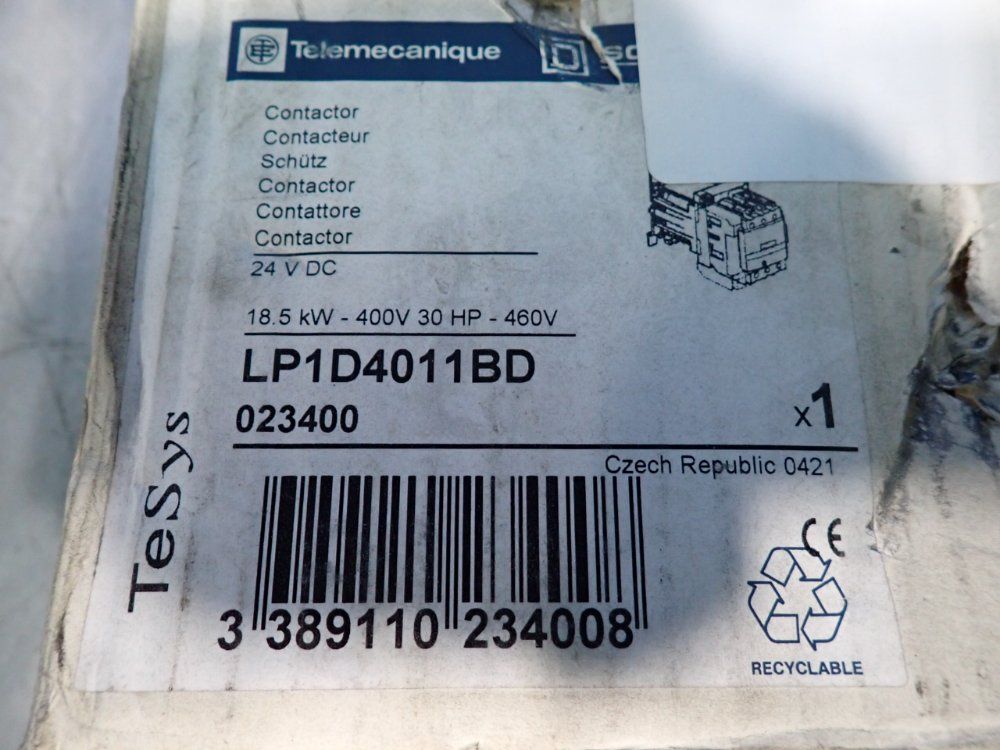 Telemecanique
Contactor
Contacteur
Schütz
Contactor
Contattore
Contactor
24 V DC
18.5 kW - 400V 30 HP - 460V
LP1D4011BD
023400
x1
Czech Republic 0421
TeSys
3 389110 234008
CE
RECYCLABLE